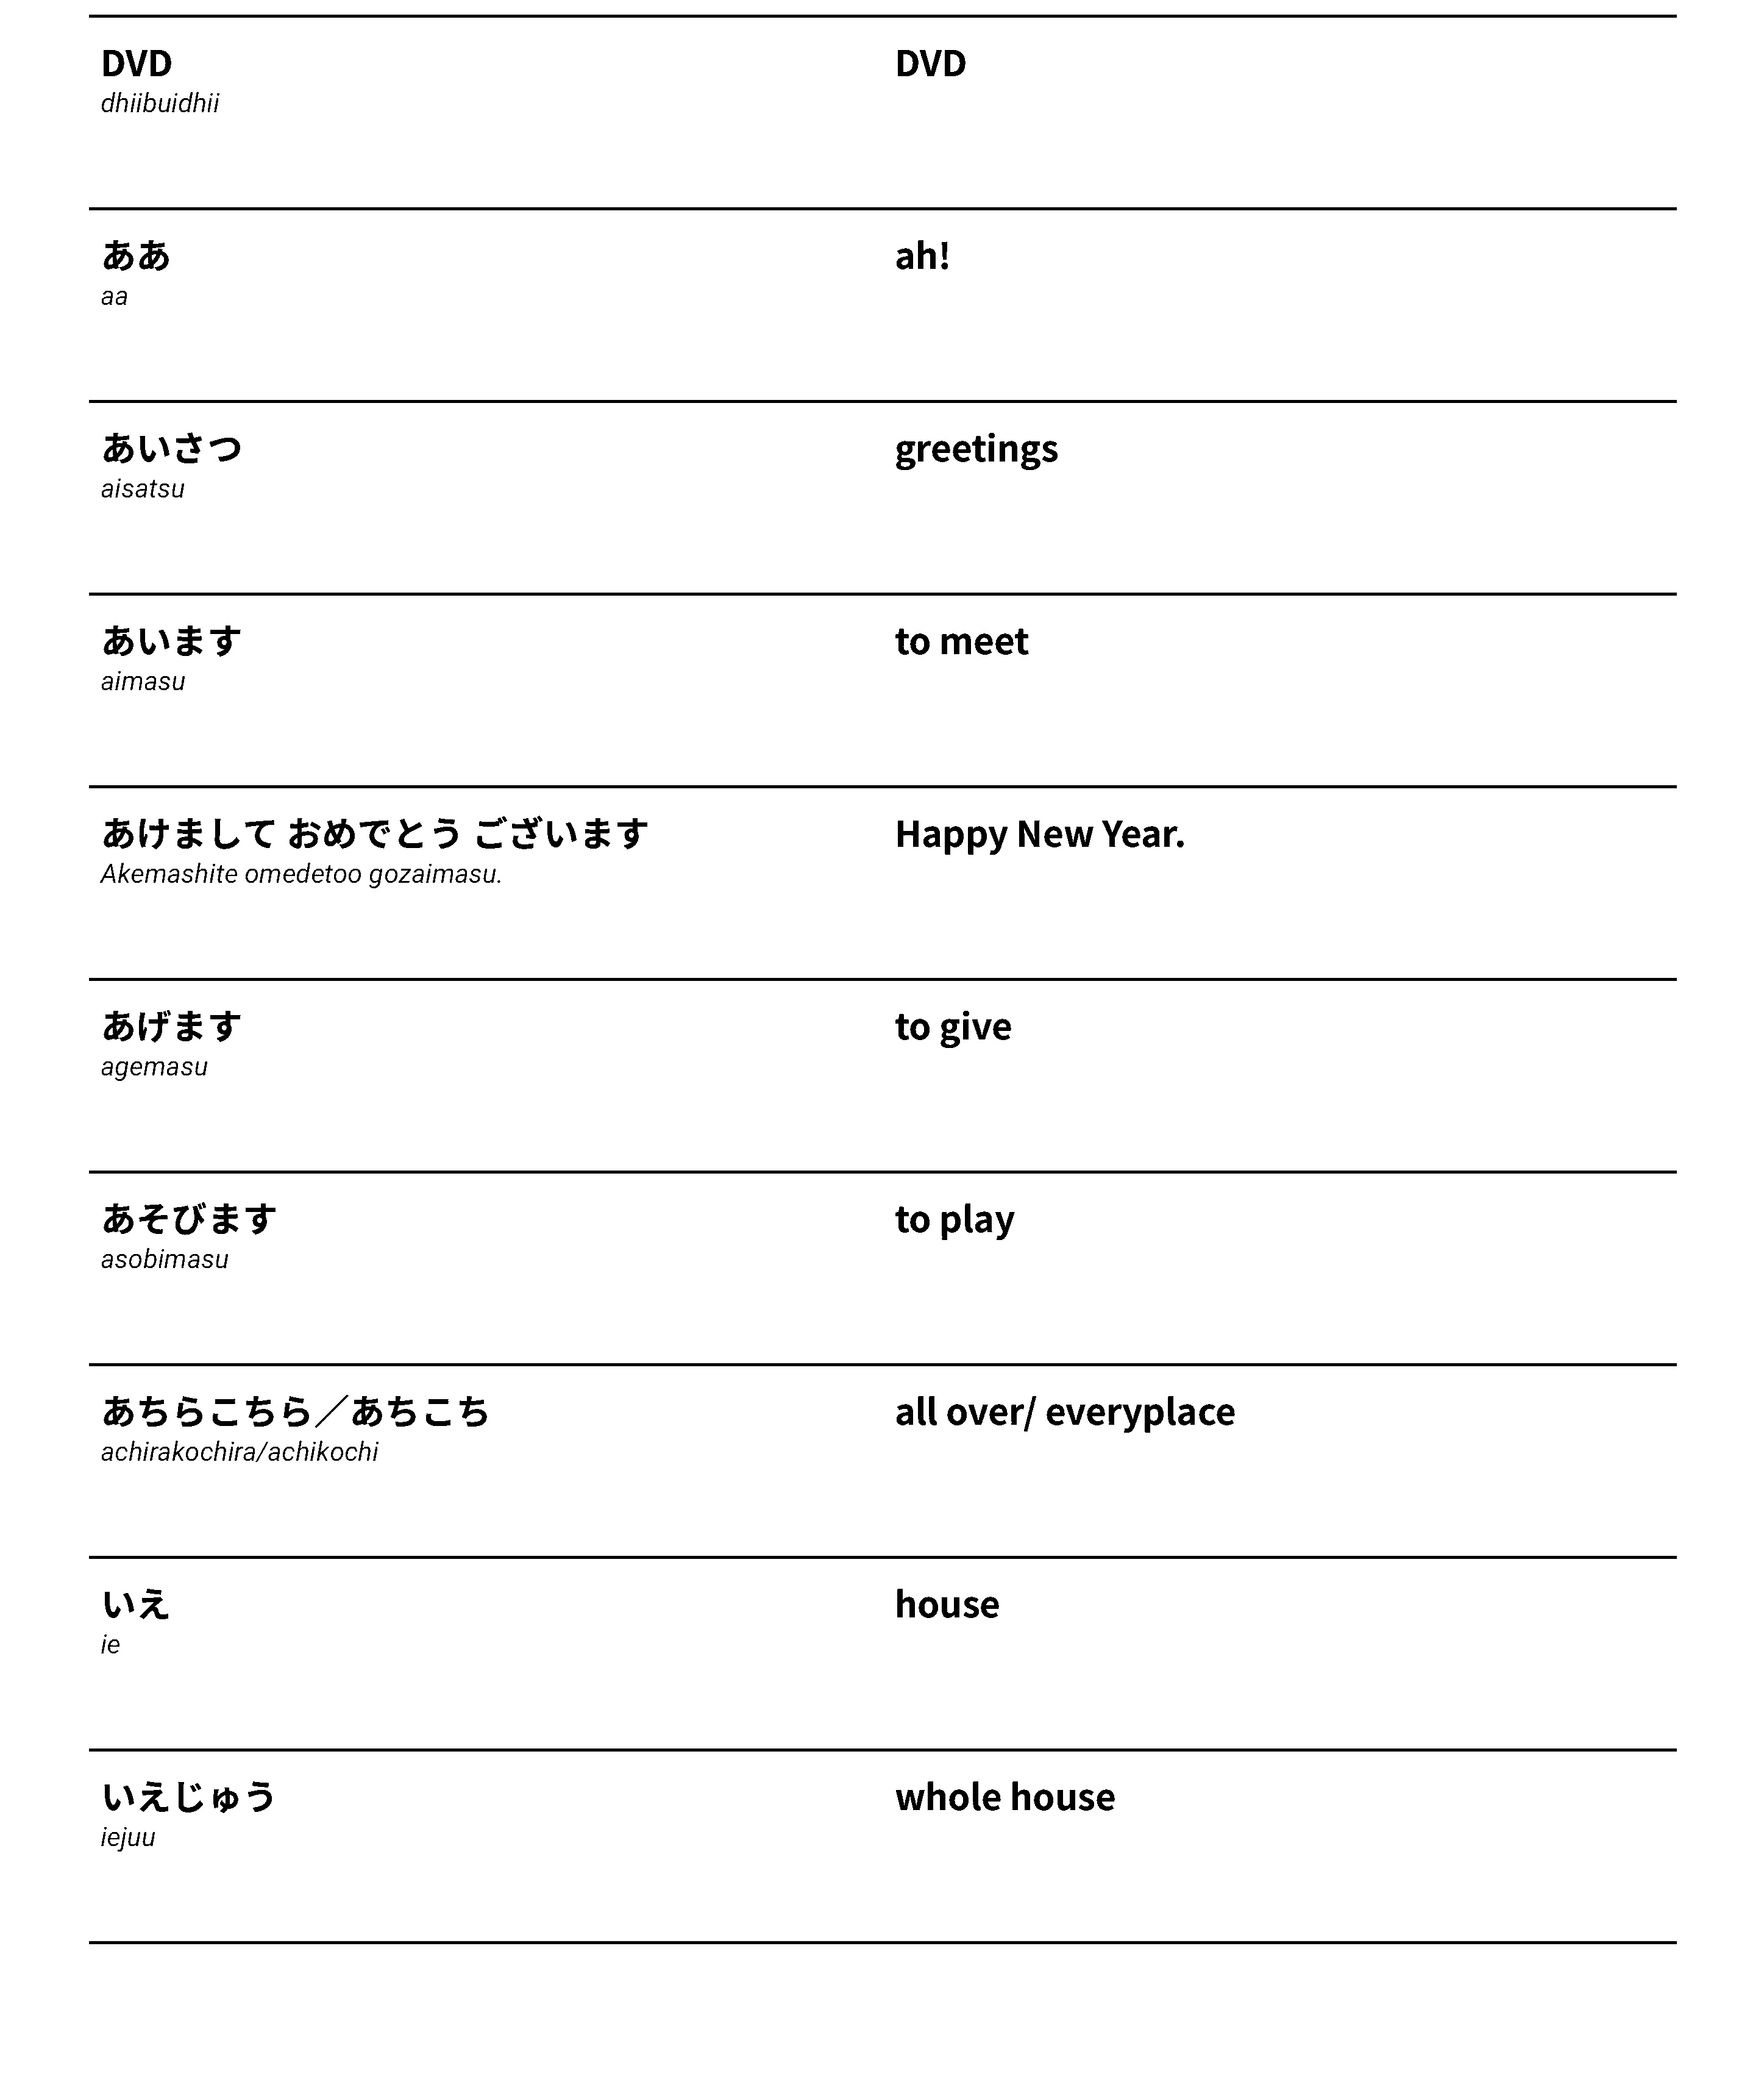 DVD
dhiibuidhii
DVD
ああ
aa
ah!
あいさつ
aisatsu
greetings
あいます
aimasu
to meet
あけまして おめでとう ございます
Akemashite omedetoo gozaimasu.
Happy New Year.
あげます
agemasu
to give
あそびます
asobimasu
to play
あちらこちら／あちこち
achirakochira/achikochi
all over/ everyplace
いえ
ie
house
いえじゅう
iejuu
whole house